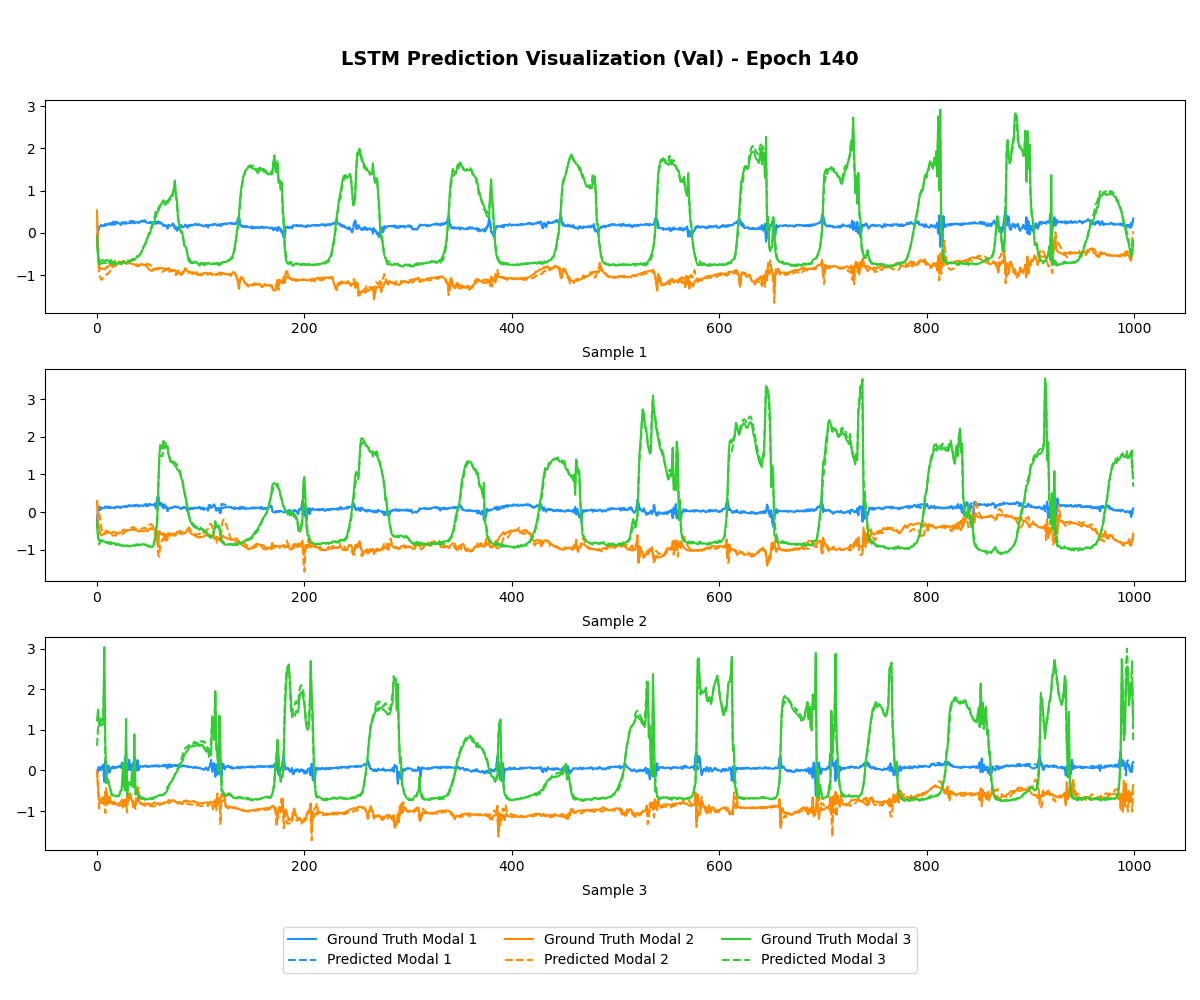 LSTM Prediction Visualization (Val) - Epoch 140
3
2
1
0
−1
0 200 400 600 800 1000
Sample 1
3
2
1
0
−1
0 200 400 600 800 1000
Sample 2
3
2
1
0
−1
0 200 400 600 800 1000
Sample 3
Ground Truth Modal 1 Ground Truth Modal 2 Ground Truth Modal 3
Predicted Modal 1 Predicted Modal 2 Predicted Modal 3